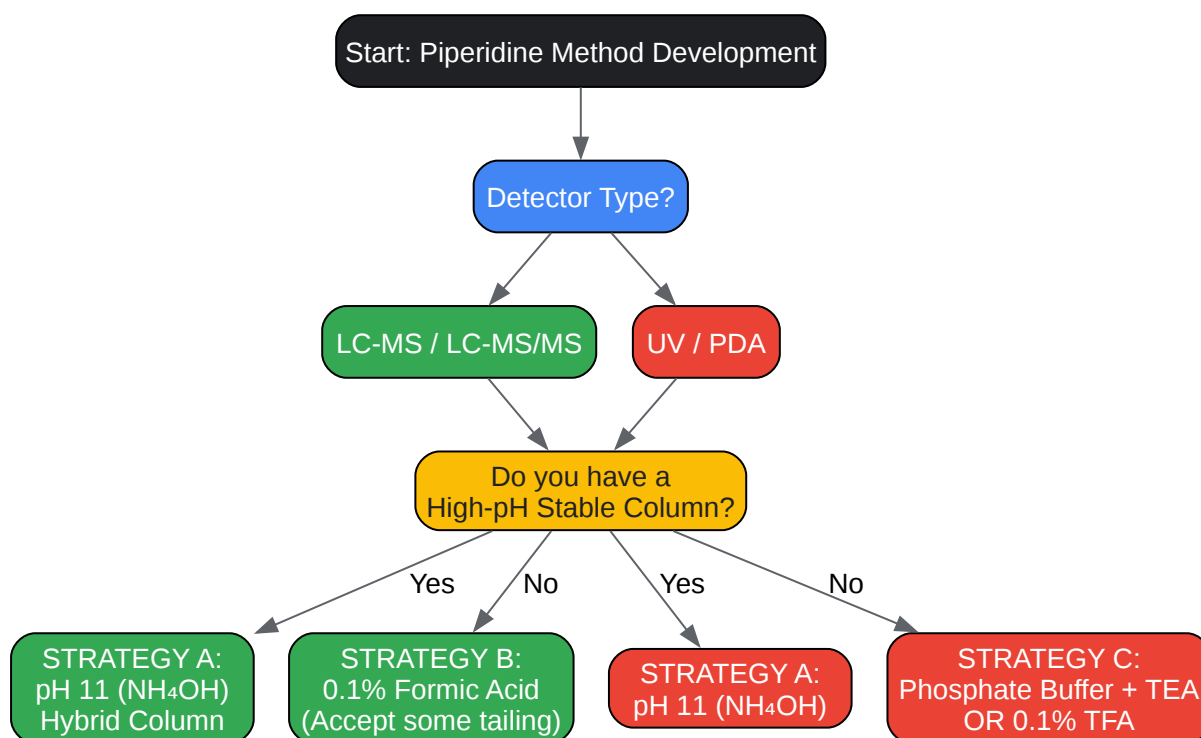 Start: Piperidine Method Development
Detector Type?
LC-MS / LC-MS/MS
UV / PDA
Do you have a
High-pH Stable Column?
Yes
No
Yes
No
STRATEGY A:
pH 11 (NH₄OH)
Hybrid Column
STRATEGY B:
0.1% Formic Acid
(Accept some tailing)
STRATEGY A:
pH 11 (NH₄OH)
STRATEGY C:
Phosphate Buffer + TEA
OR 0.1% TFA